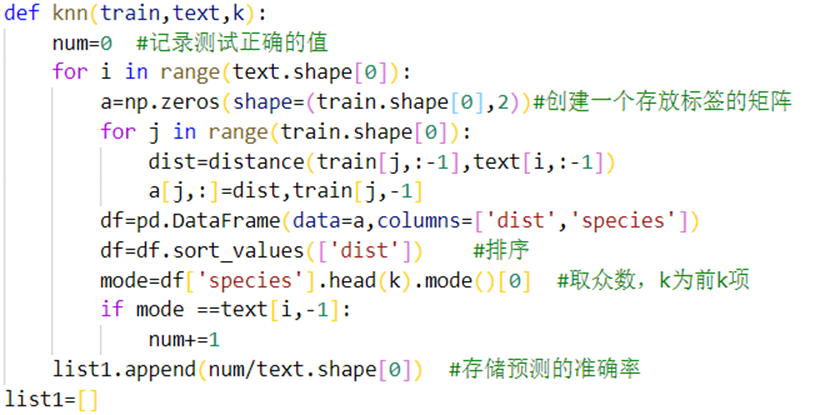 def knn(train,text,k):
    num=0  #记录测试正确的值
    for i in range(text.shape[0]):
        a=np.zeros(shape=(train.shape[0],2))#创建一个存放标签的矩阵
        for j in range(train.shape[0]):
            dist=distance(train[j,:-1],text[i,:-1])
            a[j,:]=dist,train[j,-1]
        df=pd.DataFrame(data=a,columns=['dist','species'])
        df=df.sort_values(['dist'])    #排序
        mode=df['species'].head(k).mode()[0]  #取众数，k为前k项
        if mode ==text[i,-1]:
            num+=1
    list1.append(num/text.shape[0])  #存储预测的准确率
list1=[]